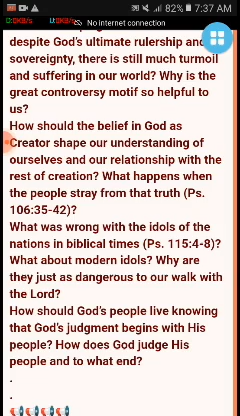 0:0KB/s U:0KB/s No internet connection 82% 7:37 AM
despite God's ultimate rulership and
sovereignty, there is still much turmoil
and suffering in our world? Why is the
great controversy motif so helpful to
us?
How should the belief in God as
Creator shape our understanding of
ourselves and our relationship with the
rest of creation? What happens when
the people stray from that truth (Ps.
106:35-42)?
What was wrong with the idols of the
nations in biblical times (Ps. 115:4-8)?
What about modern idols? Why are
they just as dangerous to our walk with
the Lord?
How should God's people live knowing
that God's judgment begins with His
people? How does God judge His
people and to what end?
.
.